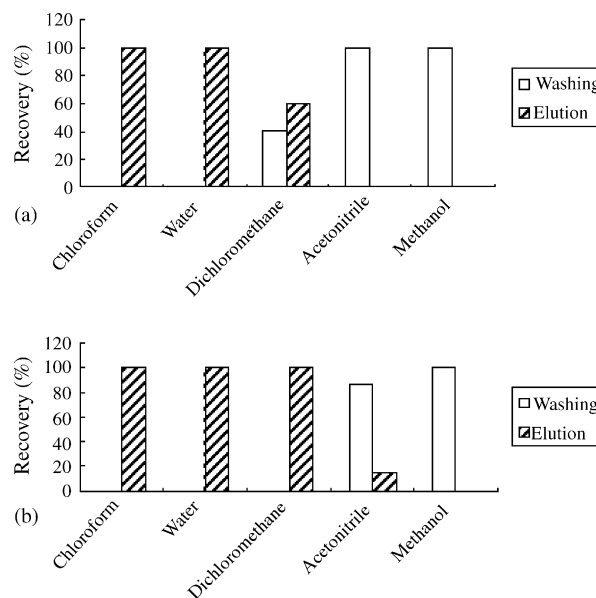 120
100
80
60
40
20
0
Recovery (%)
(a)
Chloroform
Water
Dichloromethane
Acetonitrile
Methanol
Washing
Elution
120
100
80
60
40
20
0
Recovery (%)
(b)
Chloroform
Water
Dichloromethane
Acetonitrile
Methanol
Washing
Elution